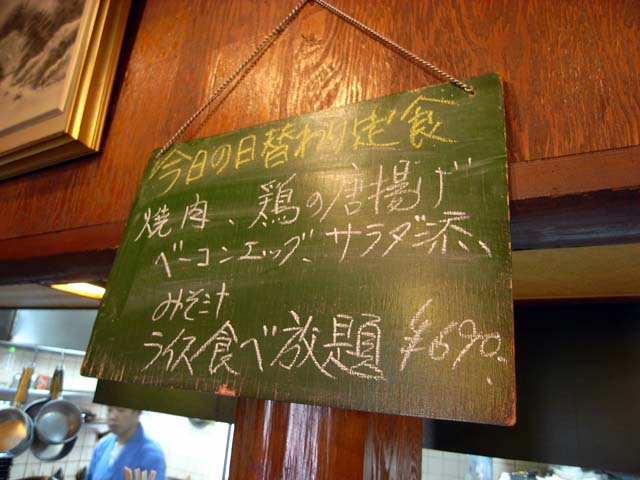 今日の日替わり定食
焼肉、鶏の唐揚げ
ベーコンエッグ、サラダ添、
みそ汁
ライス食べ放題 ¥690.